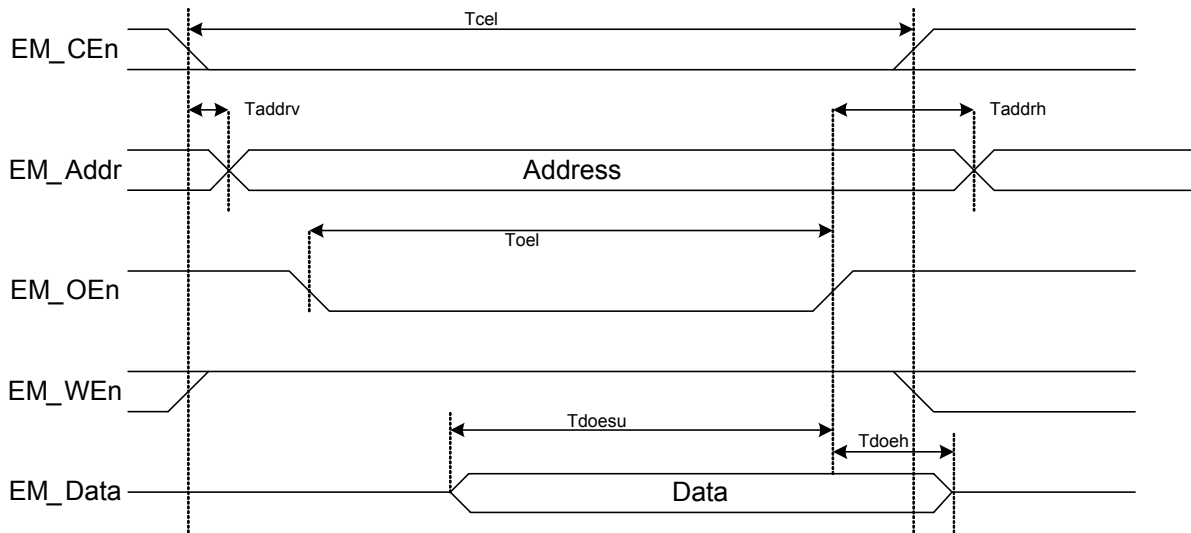 Tcel
EM_CEn
Taddrv
Taddrh
EM_Addr
Address
Toel
EM_OEn
EM_WEn
Tdoesu
Tdoeh
EM_Data
Data